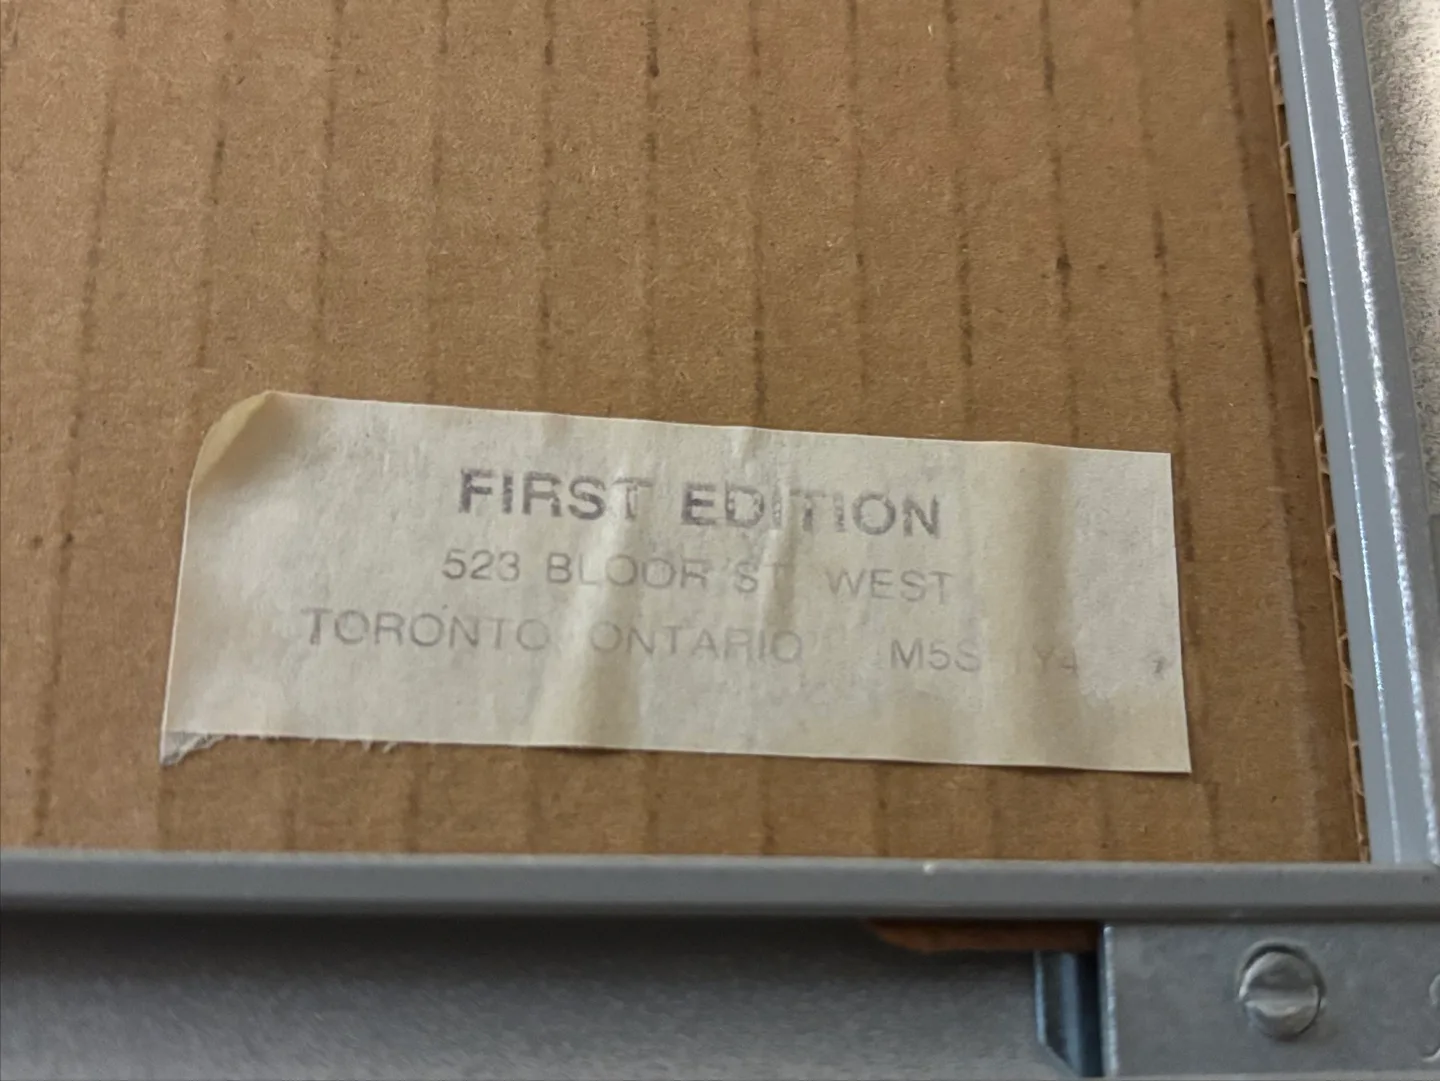 FIRST EDITION
523 BLOOR ST WEST
TORONTO ONTARIO M5S